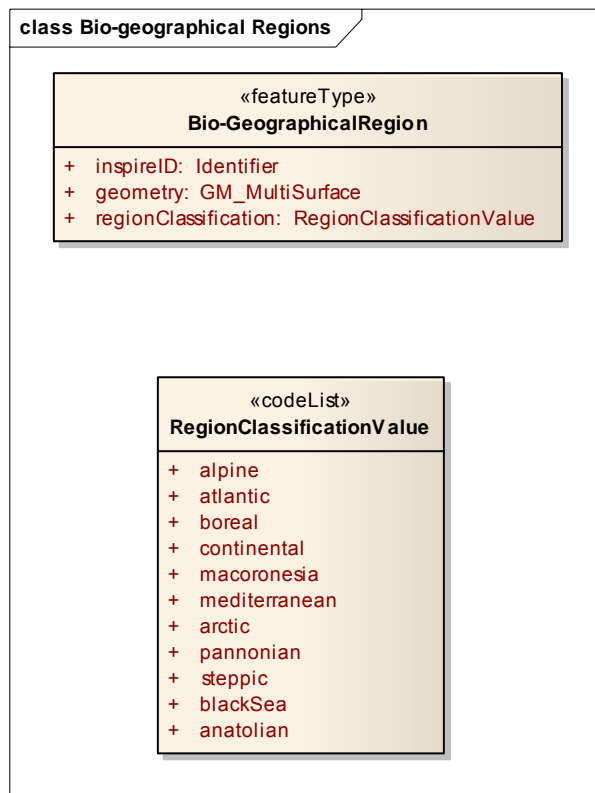 class Bio-geographical Regions
«featureType»
Bio-GeographicalRegion
+ inspireID: Identifier
+ geometry: GM_MultiSurface
+ regionClassification: RegionClassificationValue
«codeList»
RegionClassificationValue
+ alpine
+ atlantic
+ boreal
+ continental
+ macoronesia
+ mediterranean
+ arctic
+ pannonian
+ steppic
+ blackSea
+ anatolian